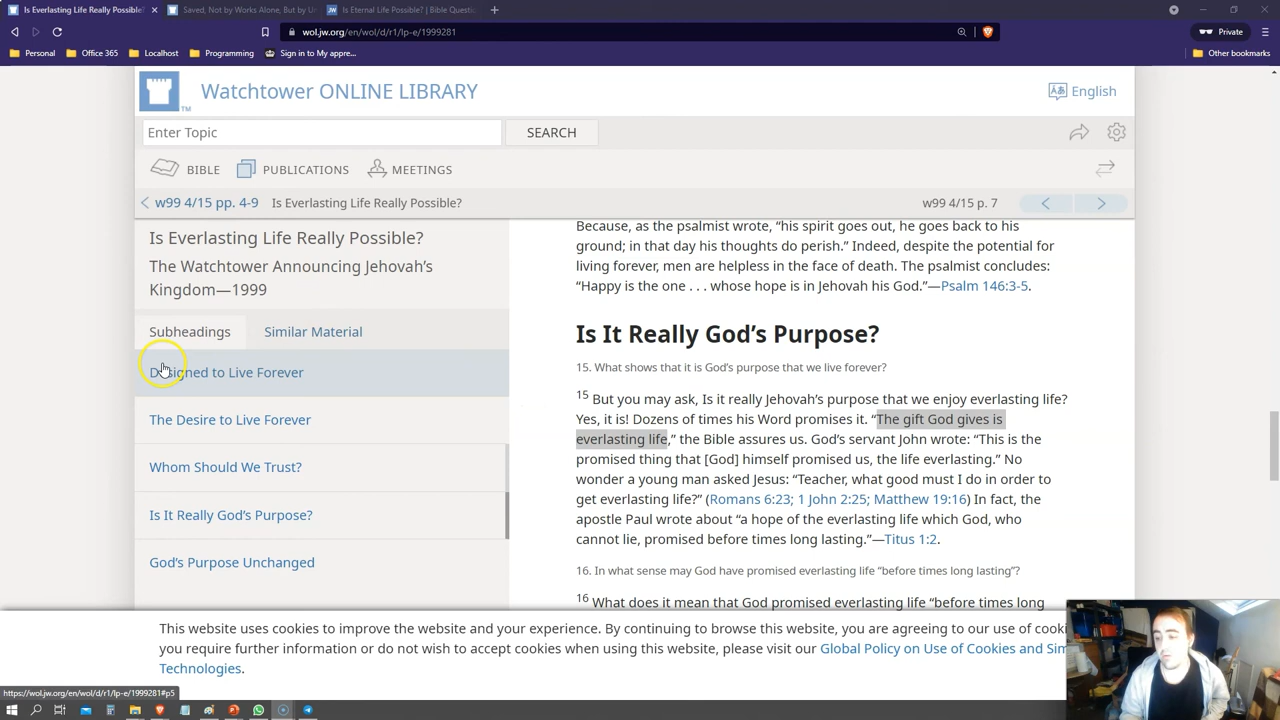 Is Everlasting Life Really Possible?
Saved, Not by Works Alone, But by Un
Is Eternal Life Possible? | Bible Questio
wol.jw.org/en/wol/d/r1/lp-e/1999281
Private
Personal
Office 365
Localhost
Programming
Sign in to My appre...
Other bookmarks
Watchtower ONLINE LIBRARY
English
Enter Topic
SEARCH
BIBLE
PUBLICATIONS
MEETINGS
w99 4/15 pp. 4-9
Is Everlasting Life Really Possible?
w99 4/15 p. 7
Is Everlasting Life Really Possible?
The Watchtower Announcing Jehovah's
Kingdom—1999
Subheadings
Similar Material
Designed to Live Forever
The Desire to Live Forever
Whom Should We Trust?
Is It Really God's Purpose?
God's Purpose Unchanged
Because, as the psalmist wrote, "his spirit goes out, he goes back to his
ground; in that day his thoughts do perish." Indeed, despite the potential for
living forever, men are helpless in the face of death. The psalmist concludes:
"Happy is the one . . . whose hope is in Jehovah his God."—Psalm 146:3-5.
Is It Really God's Purpose?
15. What shows that it is God's purpose that we live forever?
15 But you may ask, Is it really Jehovah's purpose that we enjoy everlasting life?
Yes, it is! Dozens of times his Word promises it. "The gift God gives is
everlasting life," the Bible assures us. God's servant John wrote: "This is the
promised thing that [God] himself promised us, the life everlasting." No
wonder a young man asked Jesus: "Teacher, what good must I do in order to
get everlasting life?" (Romans 6:23; 1 John 2:25; Matthew 19:16) In fact, the
apostle Paul wrote about "a hope of the everlasting life which God, who
cannot lie, promised before times long lasting."—Titus 1:2.
16. In what sense may God have promised everlasting life "before times long lasting"?
16 What does it mean that God promised everlasting life "before times long
This website uses cookies to improve the website and your experience. By continuing to browse this website, you are agreeing to our use of cooki
you require further information or do not wish to accept cookies when using this website, please visit our Global Policy on Use of Cookies and Sim
Technologies.
https://wol.jw.org/en/wol/d/r1/lp-e/1999281#p5